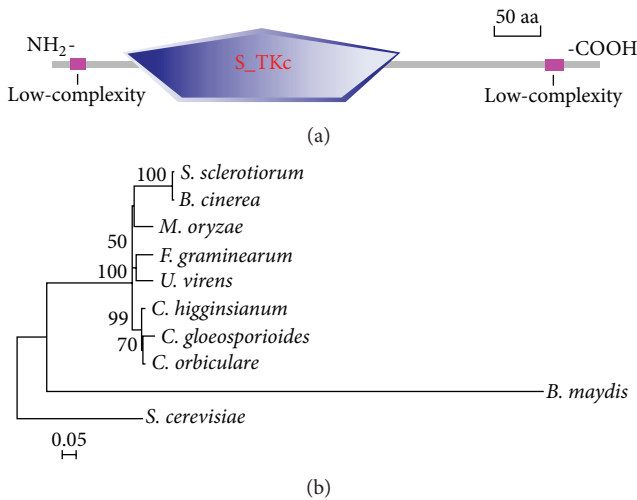 50 aa
NH2-
-COOH
S_TKc
Low-complexity
Low-complexity
(a)
100
S. sclerotiorum
B. cinerea
M. oryzae
50
F. graminearum
100
U. virens
C. higginsianum
99
C. gloeosporioides
70
C. orbiculare
B. maydis
S. cerevisiae
0.05
(b)